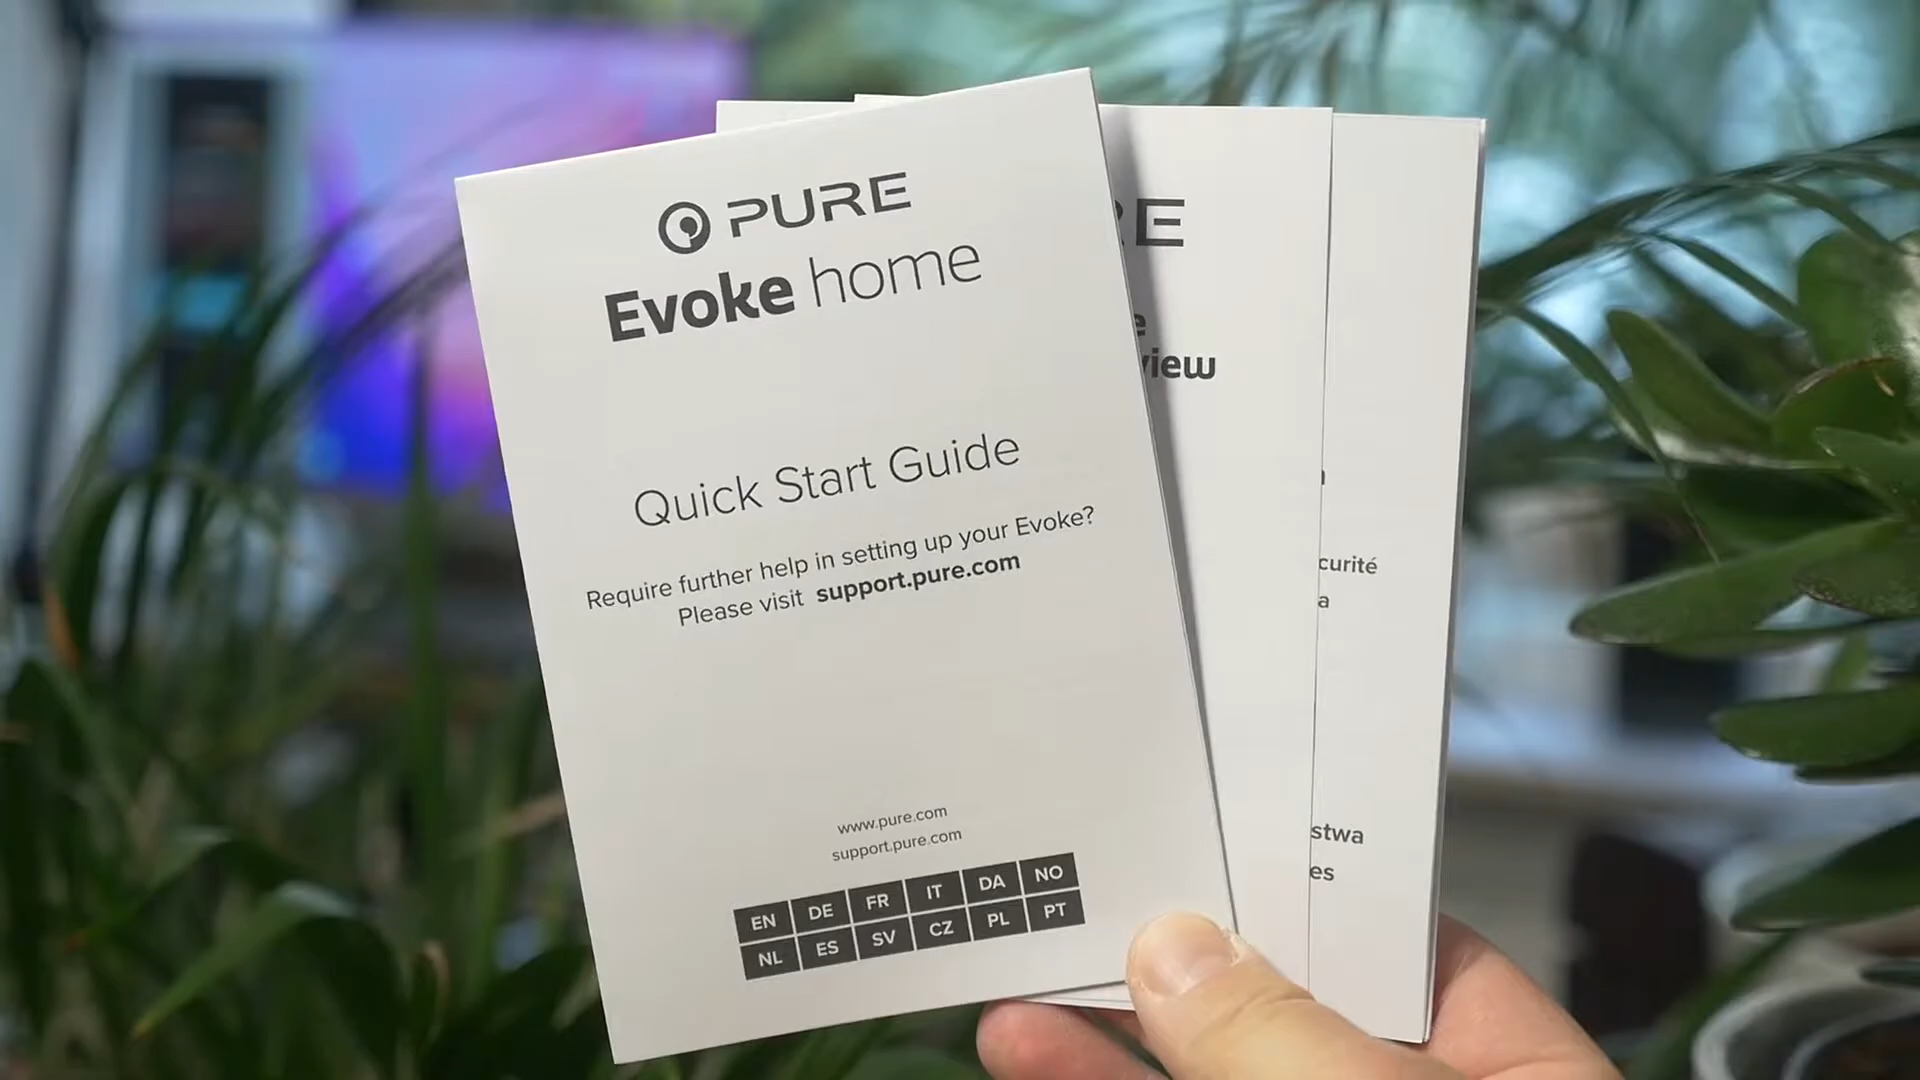 PURE
Evoke home
Quick Start Guide
Require further help in setting up your Evoke?
Please visit support.pure.com
www.pure.com
support.pure.com
EN DE FR IT DA NO
NL ES SV CZ PL PT
E
e
view
curité
a
stwa
es